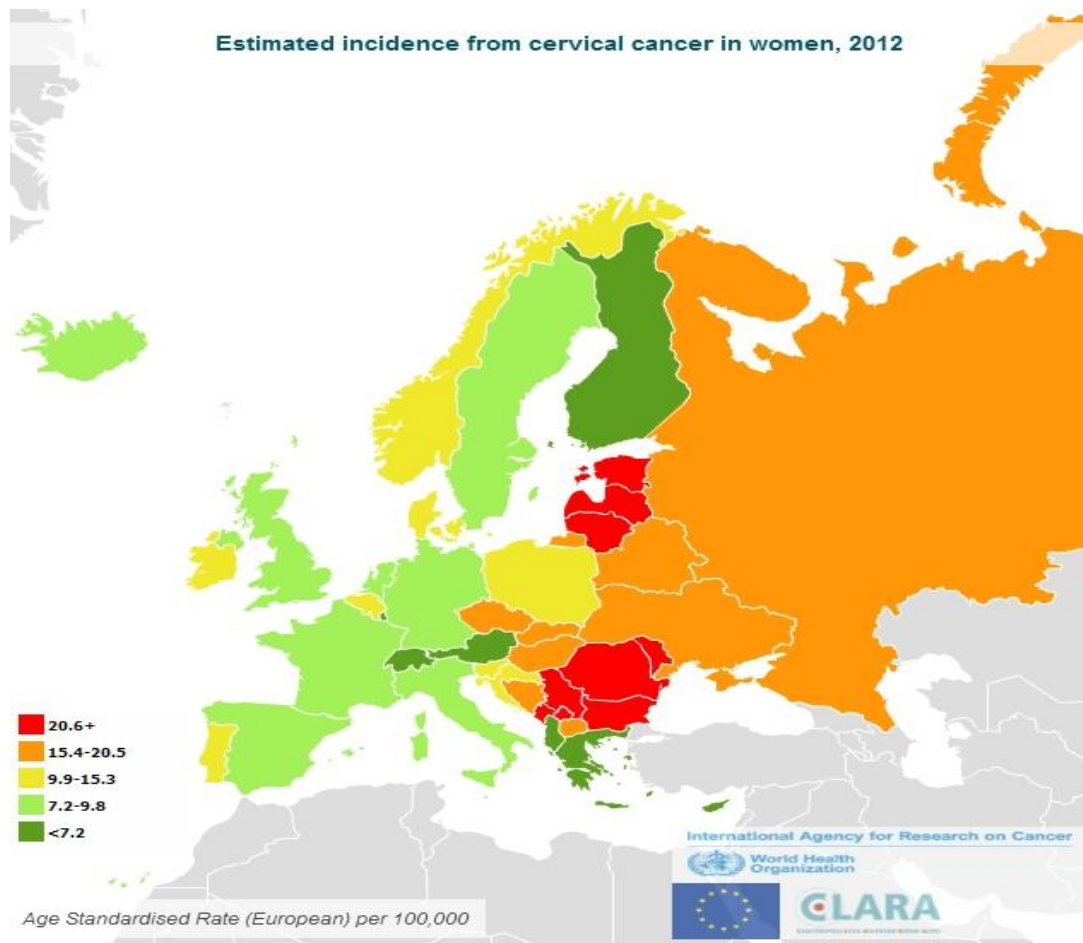 Estimated incidence from cervical cancer in women, 2012
20.6+
15.4-20.5
9.9-15.3
7.2-9.8
<7.2
International Agency for Research on Cancer
World Health
Organization
CLARA
Age Standardised Rate (European) per 100,000